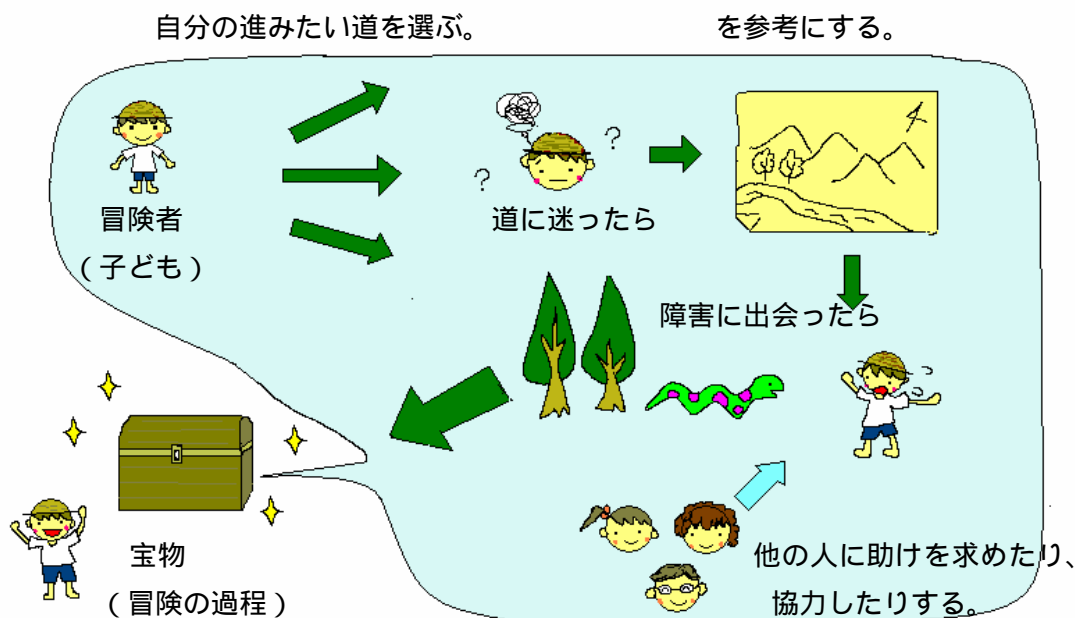 自分の進みたい道を選ぶ。
を参考にする。
?
?
冒険者
(子ども)
道に迷ったら
障害に出会ったら
宝物
(冒険の過程)
他の人に助けを求めたり、
協力したりする。